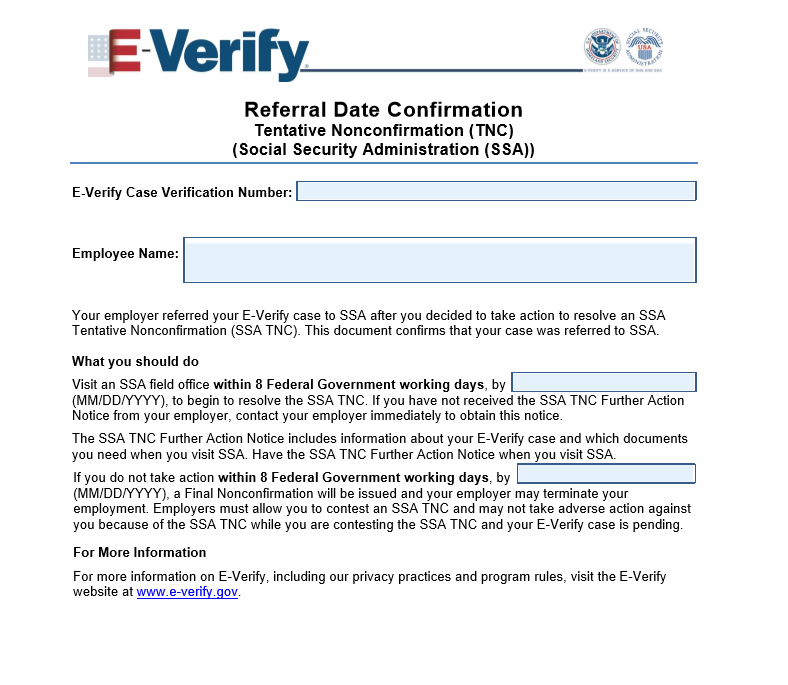 E-Verify
Referral Date Confirmation
Tentative Nonconfirmation (TNC)
(Social Security Administration (SSA))
E-Verify Case Verification Number:
Employee Name:
Your employer referred your E-Verify case to SSA after you decided to take action to resolve an SSA
Tentative Nonconfirmation (SSA TNC). This document confirms that your case was referred to SSA.
What you should do
Visit an SSA field office within 8 Federal Government working days, by
(MM/DD/YYYY), to begin to resolve the SSA TNC. If you have not received the SSA TNC Further Action
Notice from your employer, contact your employer immediately to obtain this notice.
The SSA TNC Further Action Notice includes information about your E-Verify case and which documents
you need when you visit SSA. Have the SSA TNC Further Action Notice when you visit SSA.
If you do not take action within 8 Federal Government working days, by
(MM/DD/YYYY), a Final Nonconfirmation will be issued and your employer may terminate your
employment. Employers must allow you to contest an SSA TNC and may not take adverse action against
you because of the SSA TNC while you are contesting the SSA TNC and your E-Verify case is pending.
For More Information
For more information on E-Verify, including our privacy practices and program rules, visit the E-Verify
website at www.e-verify.gov.